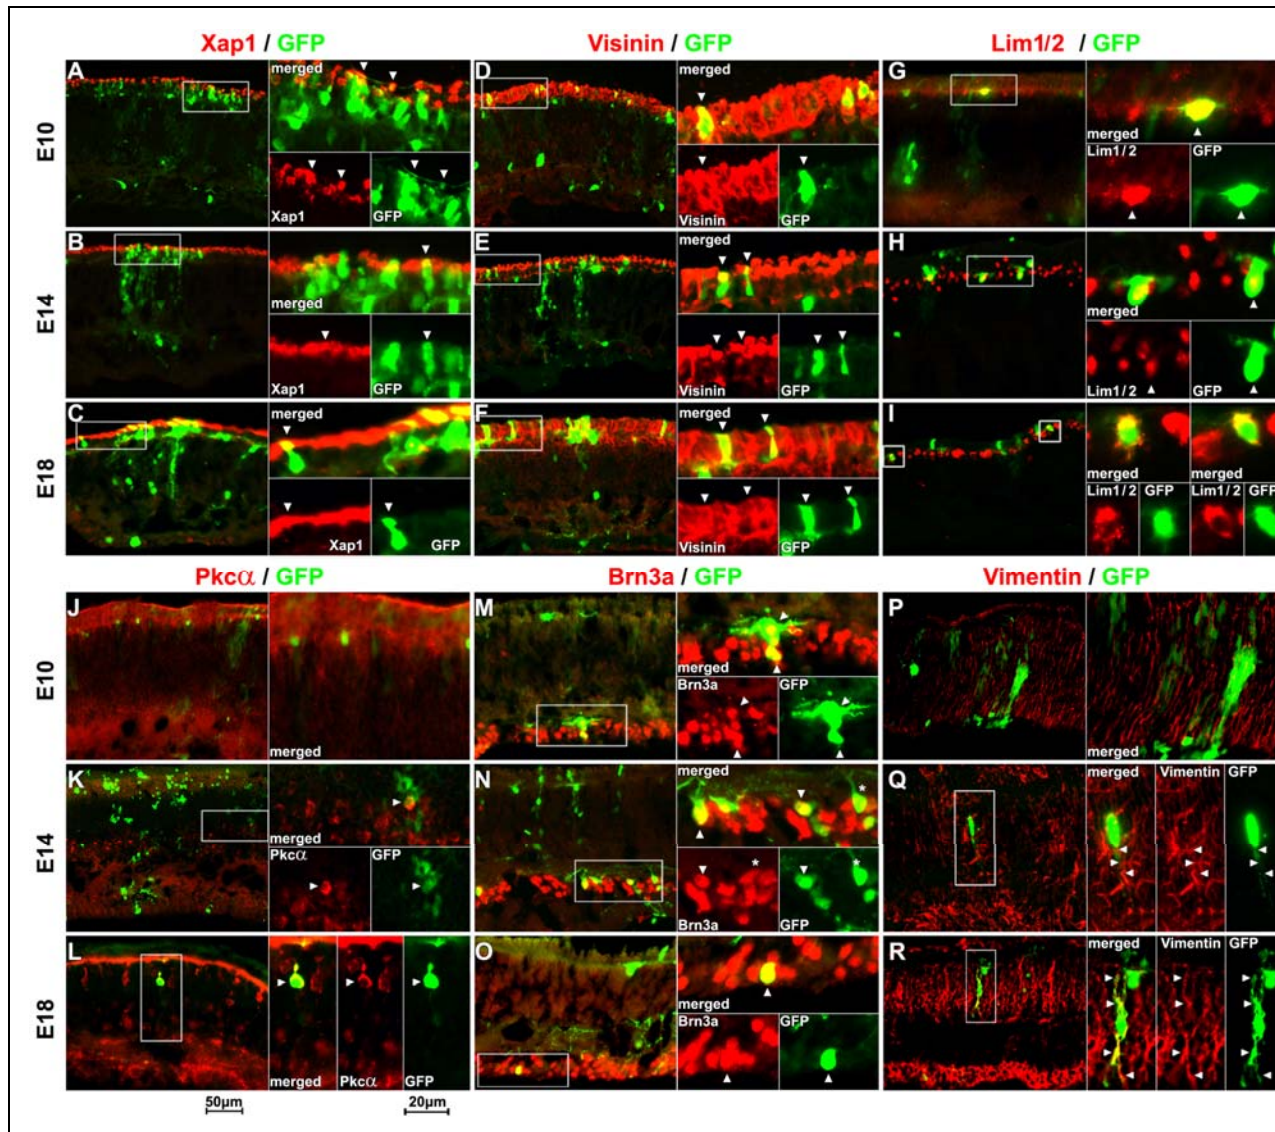 Xap1 / GFP
Visinin / GFP
Lim1/2 / GFP
E10
A
merged
Xap1
GFP
D
merged
Visinin
GFP
G
merged
Lim1/2
GFP
E14
B
merged
Xap1
GFP
E
merged
Visinin
GFP
H
merged
Lim1/2
GFP
E18
C
merged
Xap1
GFP
F
merged
Visinin
GFP
I
merged
merged
Lim1/2
GFP
Lim1/2
GFP
Pkcα / GFP
Brn3a / GFP
Vimentin / GFP
E10
J
merged
M
merged
Brn3a
GFP
P
merged
E14
K
merged
Pkcα
GFP
N
merged
*
Brn3a
*
*
GFP
Q
merged
Vimentin
GFP
E18
L
merged
Pkcα
GFP
O
merged
Brn3a
GFP
R
merged
Vimentin
GFP
50μm
20μm